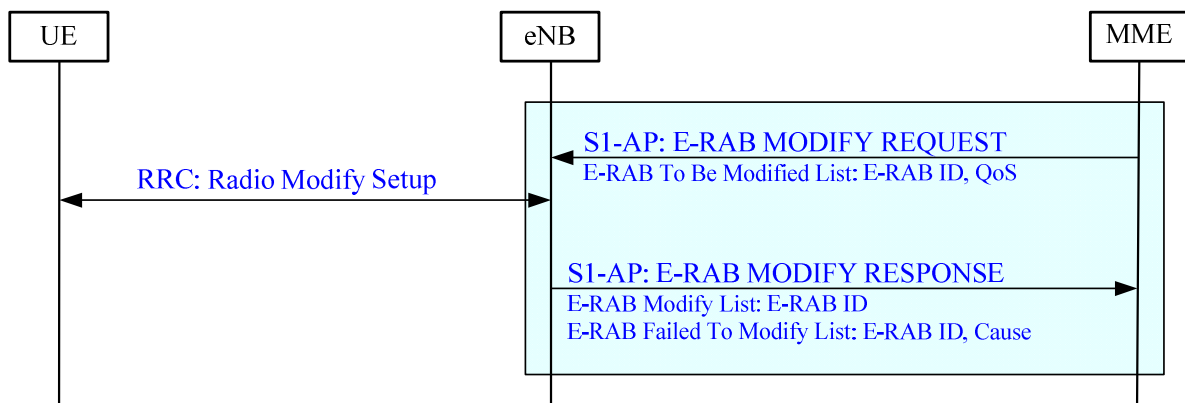 UE
eNB
MME
S1-AP: E-RAB MODIFY REQUEST
E-RAB To Be Modified List: E-RAB ID, QoS
RRC: Radio Modify Setup
S1-AP: E-RAB MODIFY RESPONSE
E-RAB Modify List: E-RAB ID
E-RAB Failed To Modify List: E-RAB ID, Cause